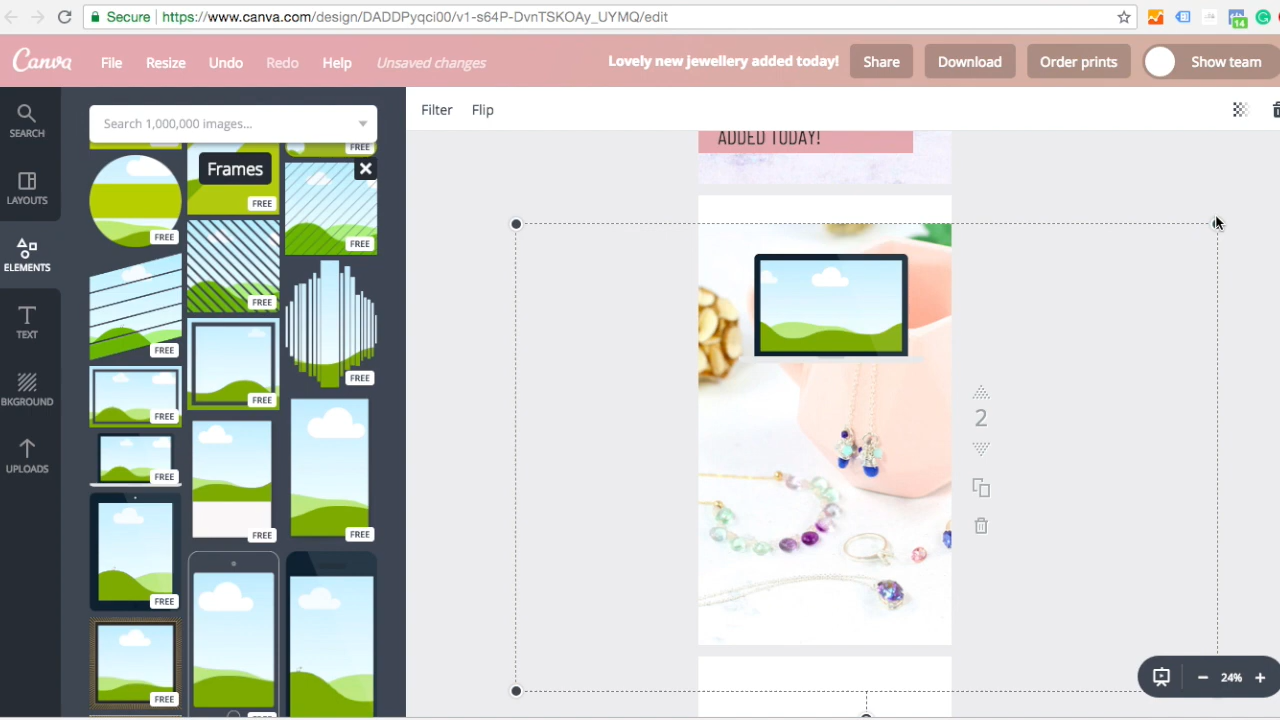 Secure https://www.canva.com/design/DADDPyqci00/v1-s64P-DvnTSKOAy_UYMQ/edit
14
Canva File Resize Undo Redo Help Unsaved changes Lovely new jewellery added today! Share Download Order prints Show team
SEARCH
LAYOUTS
ELEMENTS
TEXT
BKGROUND
UPLOADS
Search 1,000,000 images...
Filter Flip
ADDED TODAY!
Frames
FREE
FREE
FREE
FREE
FREE
FREE
FREE
FREE
FREE
FREE
FREE
FREE
FREE
FREE
2
24%